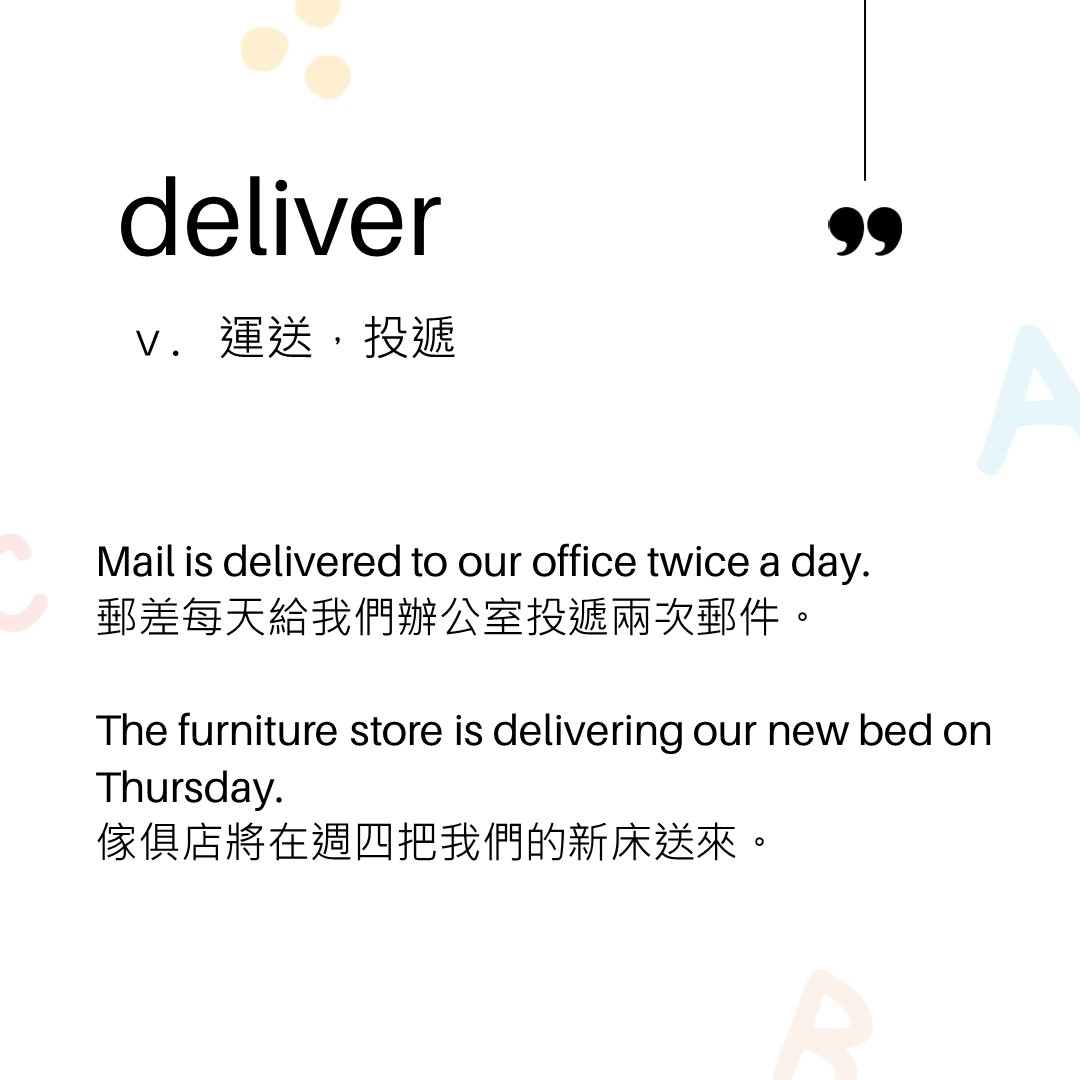 deliver
”
v. 運送，投遞
A
C
Mail is delivered to our office twice a day.
郵差每天給我們辦公室投遞兩次郵件。
The furniture store is delivering our new bed on
Thursday.
傢俱店將在週四把我們的新床送來。
B